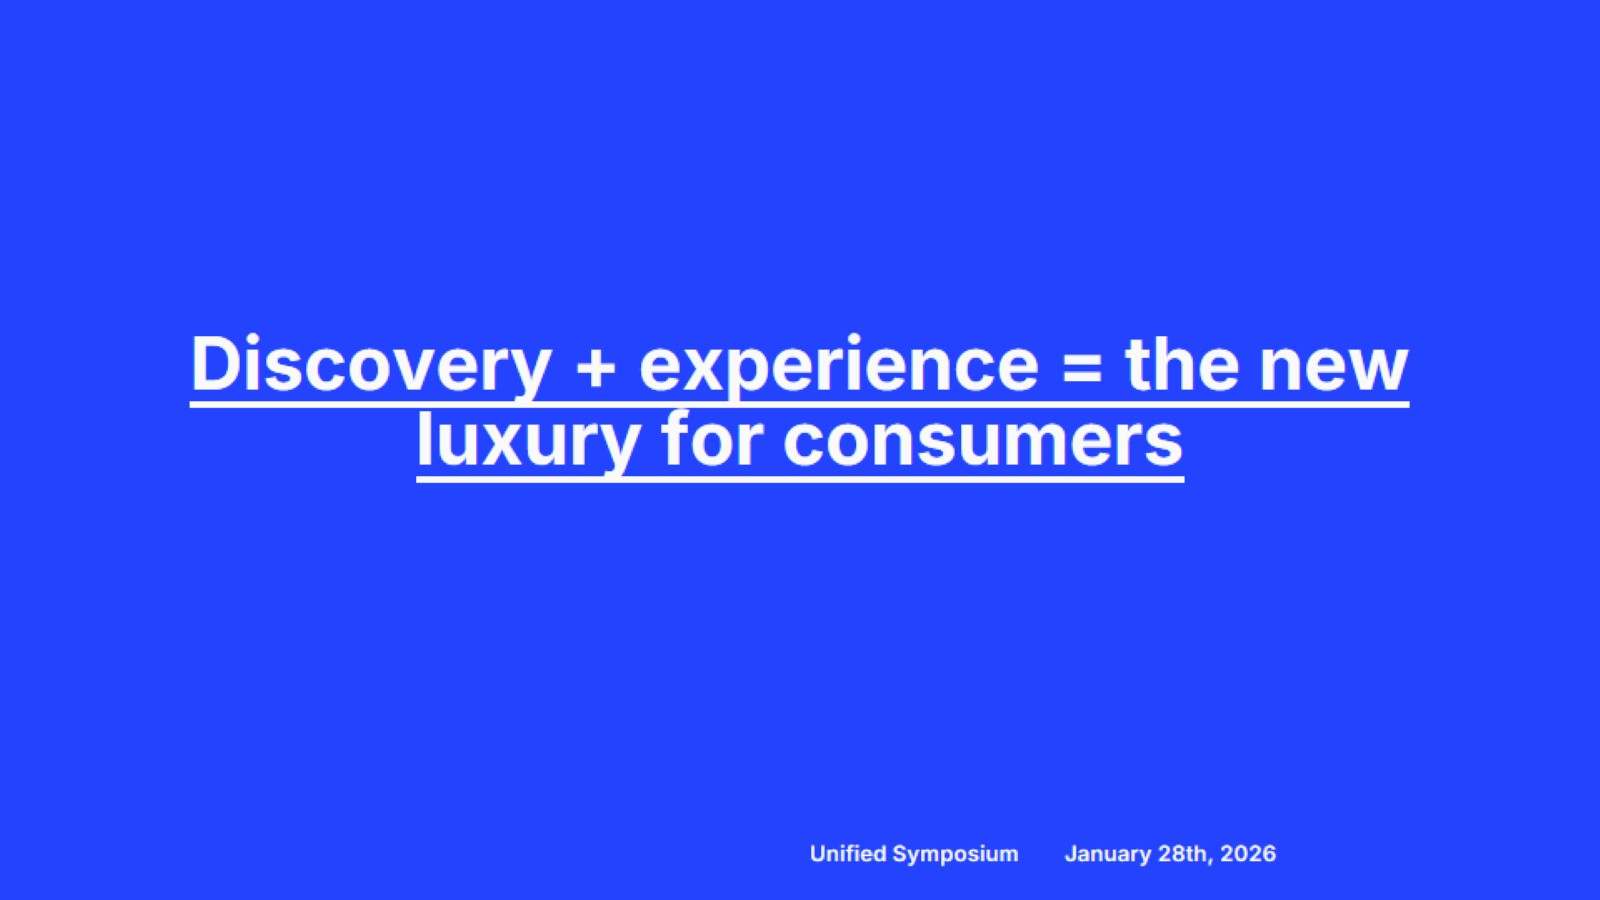 Discovery + experience = the new
luxury for consumers
Unified Symposium January 28th, 2026